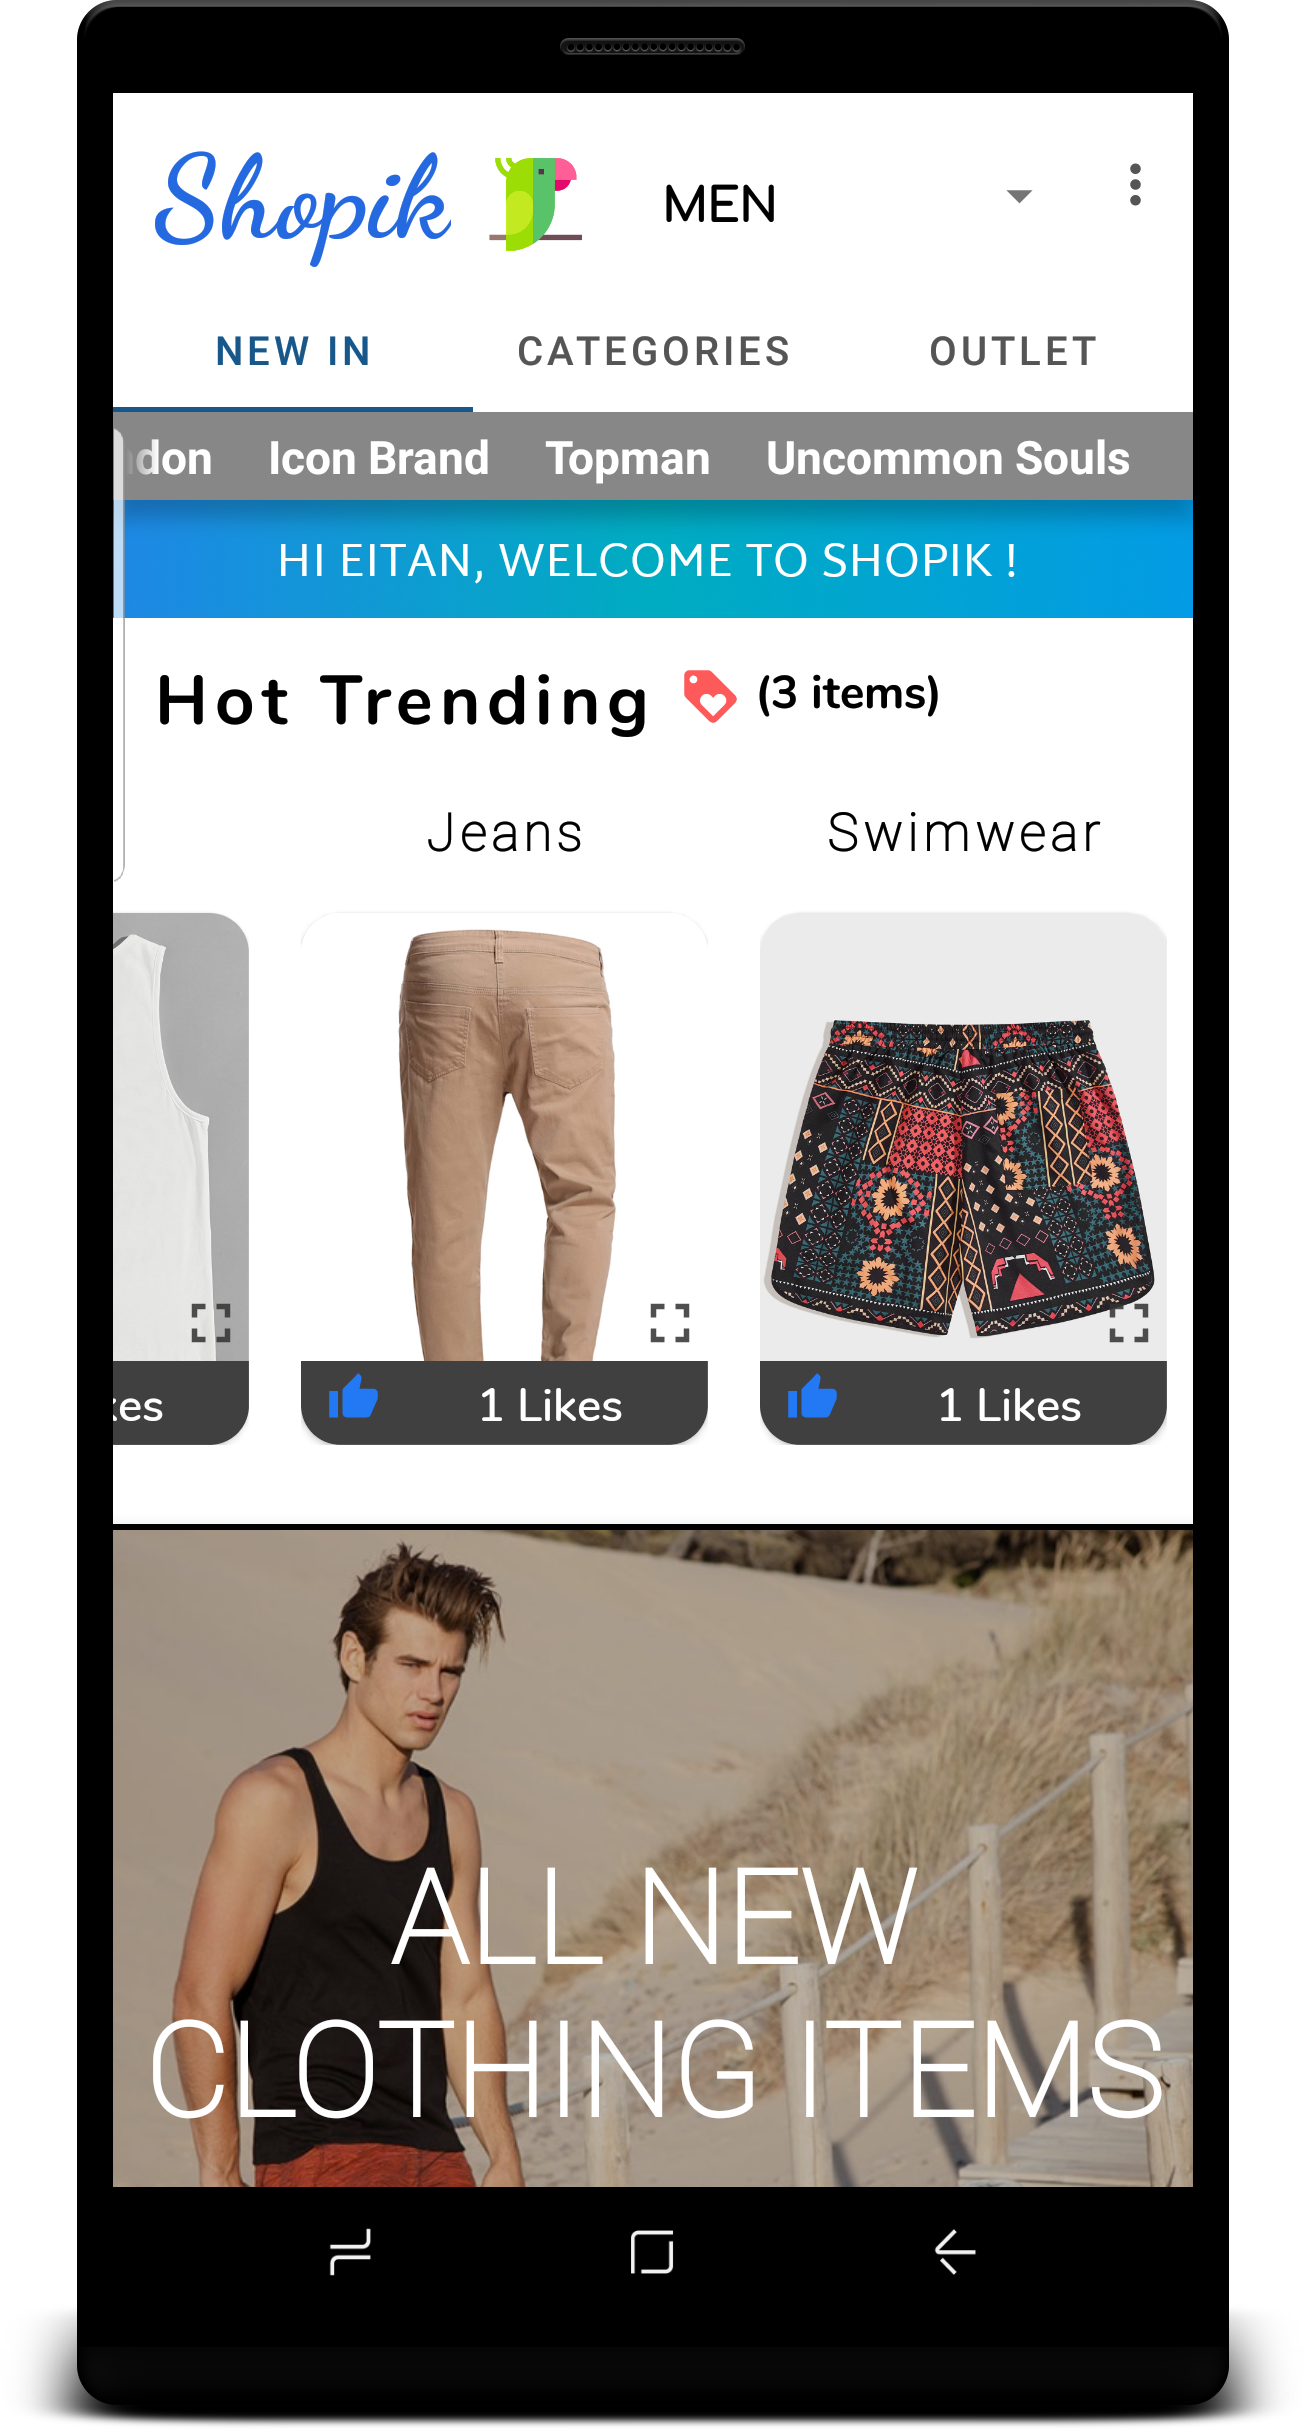 Shopik MEN
NEW IN CATEGORIES OUTLET
don Icon Brand Topman Uncommon Souls
HI EITAN, WELCOME TO SHOPIK !
Hot Trending (3 items)
Jeans Swimwear
kes 1 Likes 1 Likes
ALL NEW
CLOTHING ITEMS